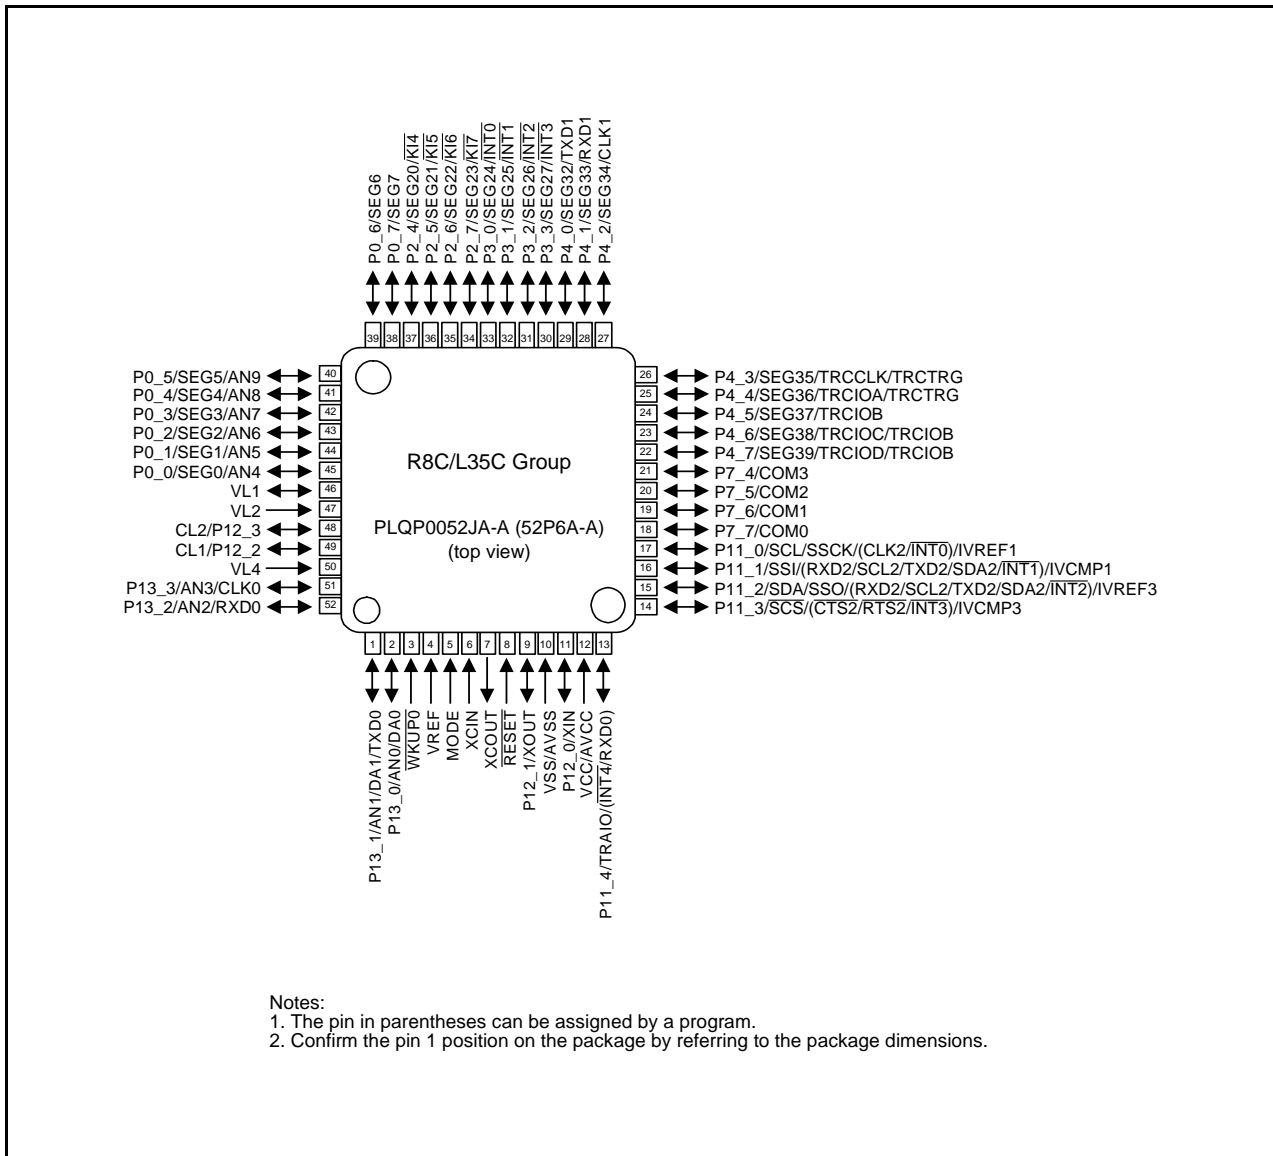 P0_6/SEG6
P0_7/SEG7
P2_4/SEG20/KI4
P2_5/SEG21/KI5
P2_6/SEG22/KI6
P2_7/SEG23/KI7
P3_0/SEG24/INT0
P3_1/SEG25/INT1
P3_2/SEG26/INT2
P3_3/SEG27/INT3
P4_0/SEG32/TXD1
P4_1/SEG33/RXD1
P4_2/SEG34/CLK1
39 38 37 36 35 34 33 32 31 30 29 28 27
P0_5/SEG5/AN9 40
P0_4/SEG4/AN8 41
P0_3/SEG3/AN7 42
P0_2/SEG2/AN6 43
P0_1/SEG1/AN5 44
P0_0/SEG0/AN4 45
VL1 46
VL2 47
CL2/P12_3 48
CL1/P12_2 49
VL4 50
P13_3/AN3/CLK0 51
P13_2/AN2/RXD0 52
R8C/L35C Group
PLQP0052JA-A (52P6A-A)
(top view)
26 P4_3/SEG35/TRCCLK/TRCTRG
25 P4_4/SEG36/TRCIOA/TRCTRG
24 P4_5/SEG37/TRCIOB
23 P4_6/SEG38/TRCIOC/TRCIOB
22 P4_7/SEG39/TRCIOD/TRCIOB
21 P7_4/COM3
20 P7_5/COM2
19 P7_6/COM1
18 P7_7/COM0
17 P11_0/SCL/SSCK/(CLK2/INT0)/IVREF1
16 P11_1/SSI/(RXD2/SCL2/TXD2/SDA2/INT1)/IVCMP1
15 P11_2/SDA/SSO/(RXD2/SCL2/TXD2/SDA2/INT2)/IVREF3
14 P11_3/SCS/(CTS2/RTS2/INT3)/IVCMP3
1 2 3 4 5 6 7 8 9 10 11 12 13
P13_1/AN1/DA1/TXD0
P13_0/AN0/DA0
WKUP0
VREF
MODE
XCIN
XCOUT
RESET
P12_1/XOUT
VSS/AVSS
P12_0/XIN
VCC/AVCC
P11_4/TRAIO/(INT4/RXD0)
Notes:
1. The pin in parentheses can be assigned by a program.
2. Confirm the pin 1 position on the package by referring to the package dimensions.